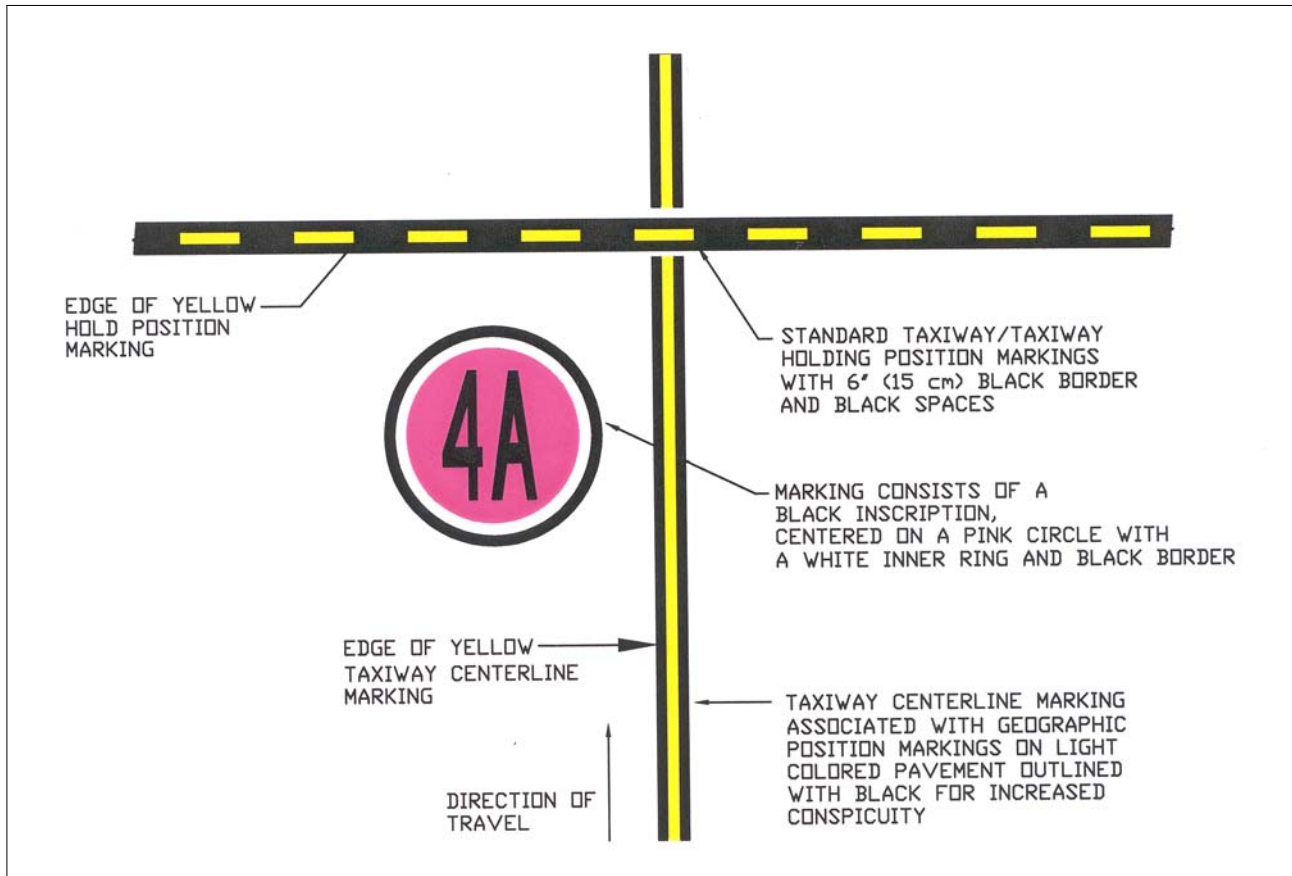 EDGE OF YELLOW
HOLD POSITION
MARKING
STANDARD TAXIWAY/TAXIWAY
HOLDING POSITION MARKINGS
WITH 6" (15 cm) BLACK BORDER
AND BLACK SPACES
4A
MARKING CONSISTS OF A
BLACK INSCRIPTION,
CENTERED ON A PINK CIRCLE WITH
A WHITE INNER RING AND BLACK BORDER
EDGE OF YELLOW
TAXIWAY CENTERLINE
MARKING
TAXIWAY CENTERLINE MARKING
ASSOCIATED WITH GEOGRAPHIC
POSITION MARKINGS ON LIGHT
COLORED PAVEMENT OUTLINED
WITH BLACK FOR INCREASED
CONSPICUITY
DIRECTION OF
TRAVEL